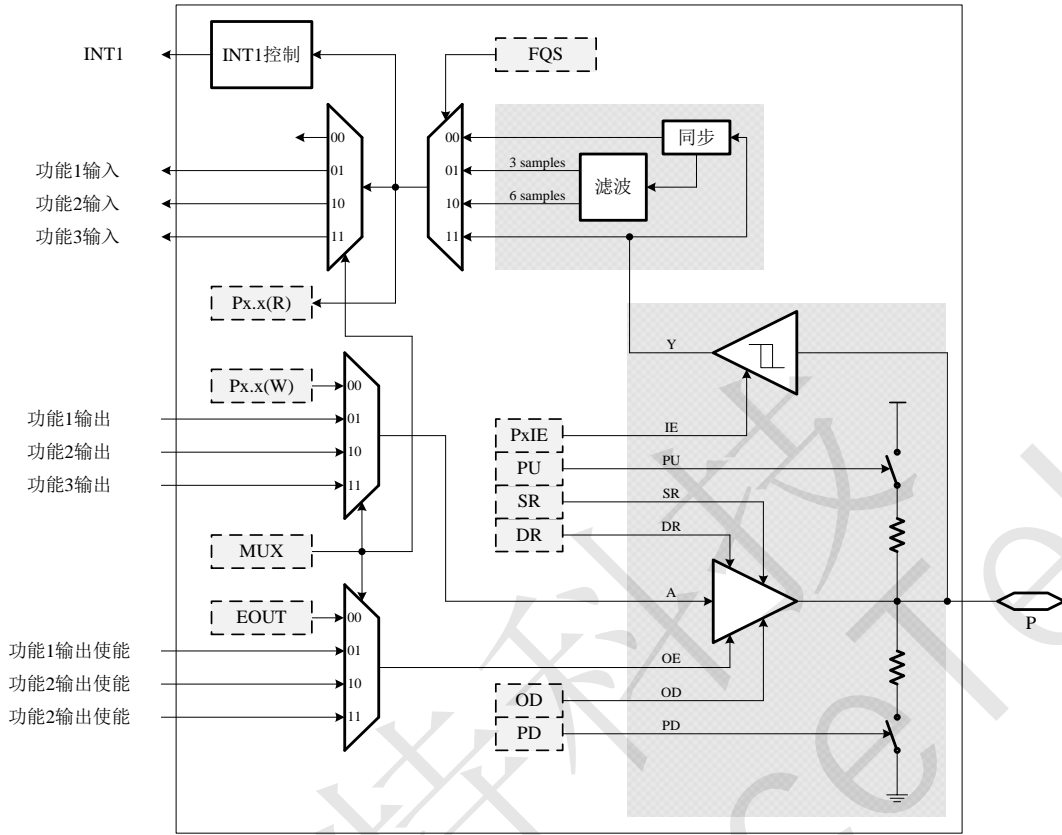 INT1
INT1控制
FQS
00
01
10
11
00
01
10
11
3 samples
6 samples
同步
滤波
功能1输入
功能2输入
功能3输入
Px.x(R)
Px.x(W)
00
01
10
11
功能1输出
功能2输出
功能3输出
Y
PxIE
IE
PU
PU
SR
SR
DR
DR
MUX
A
P
EOUT
00
01
10
11
功能1输出使能
功能2输出使能
功能2输出使能
OE
OD
OD
PD
PD
特科技
ceTel